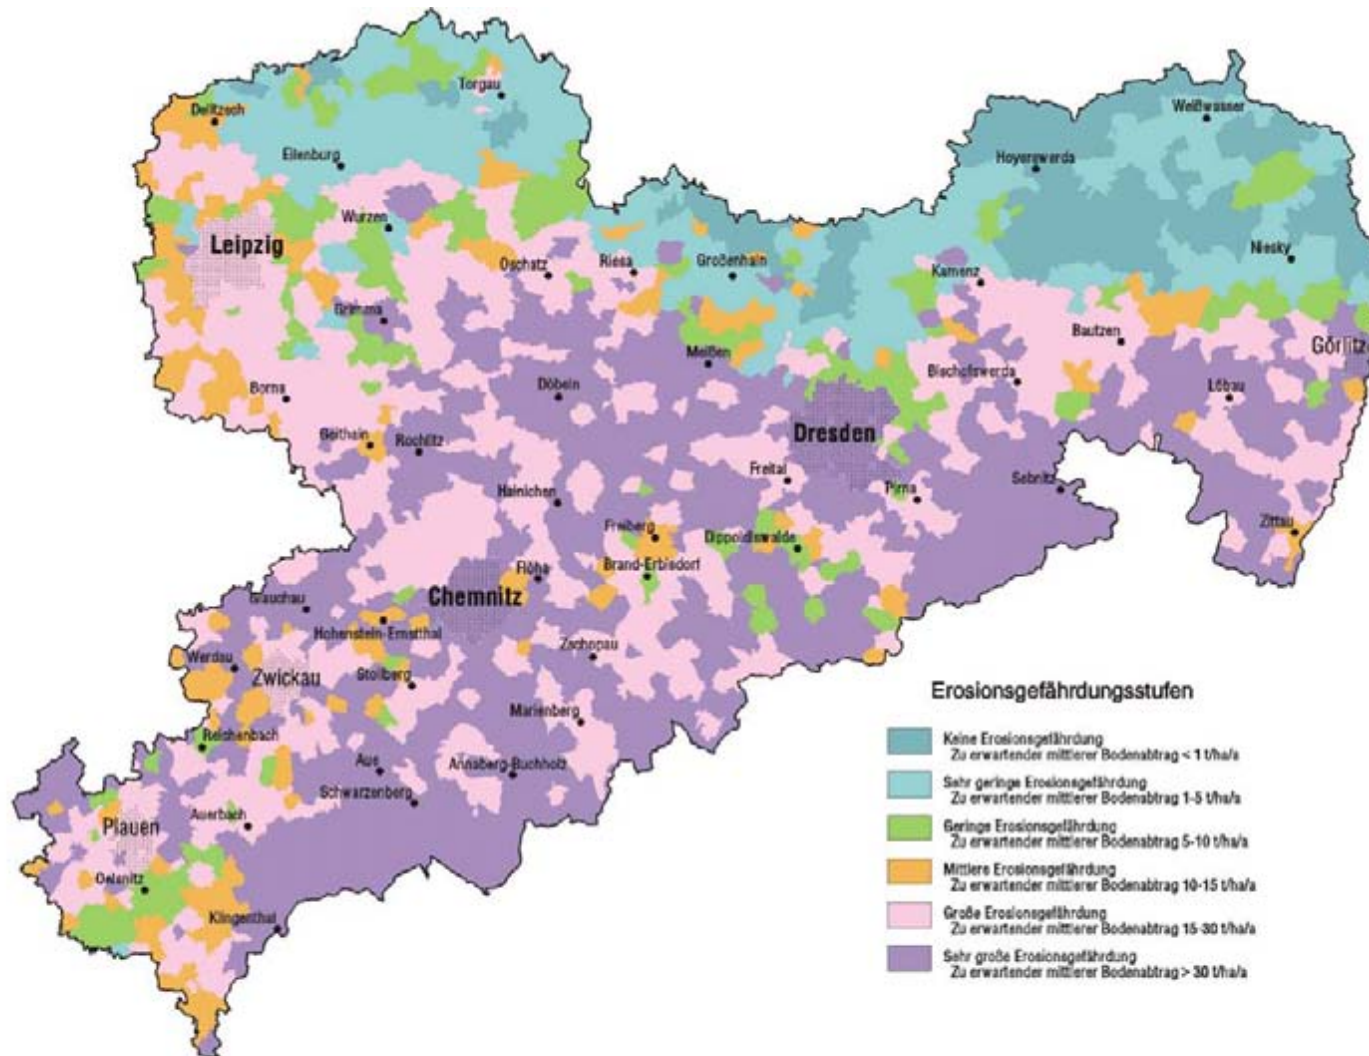 Torgau
Delitzsch
Weißwasser
Eilenburg
Hoyerswerda
Wurzen
Leipzig
Niesky
Oschatz
Riesa
Großenhain
Kamenz
Grimma
Bautzen
Görlitz
Meißen
Bischofswerda
Döbeln
Löbau
Borna
Dresden
Geithain
Rochlitz
Freital
Hainichen
Pirna
Sebnitz
Freiberg
Dippoldiswalde
Zittau
Flöha
Brand-Erbisdorf
Chemnitz
Glauchau
Hohenstein-Ernstthal
Zschopau
Werdau
Zwickau
Stollberg
Marienberg
Reichenbach
Aue
Annaberg-Buchholz
Schwarzenberg
Plauen
Auerbach
Oelsnitz
Klingenthal
Erosionsgefährdungsstufen
Keine Erosionsgefährdung
Zu erwartender mittlerer Bodenabtrag < 1 t/ha/a
Sehr geringe Erosionsgefährdung
Zu erwartender mittlerer Bodenabtrag 1-5 t/ha/a
Geringe Erosionsgefährdung
Zu erwartender mittlerer Bodenabtrag 5-10 t/ha/a
Mittlere Erosionsgefährdung
Zu erwartender mittlerer Bodenabtrag 10-15 t/ha/a
Große Erosionsgefährdung
Zu erwartender mittlerer Bodenabtrag 15-30 t/ha/a
Sehr große Erosionsgefährdung
Zu erwartender mittlerer Bodenabtrag > 30 t/ha/a